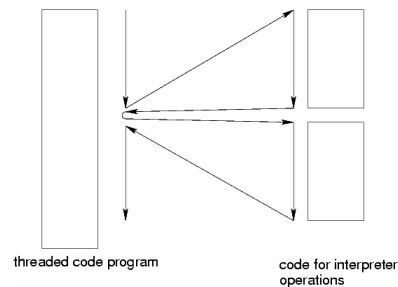 threaded code program
code for interpreter
operations